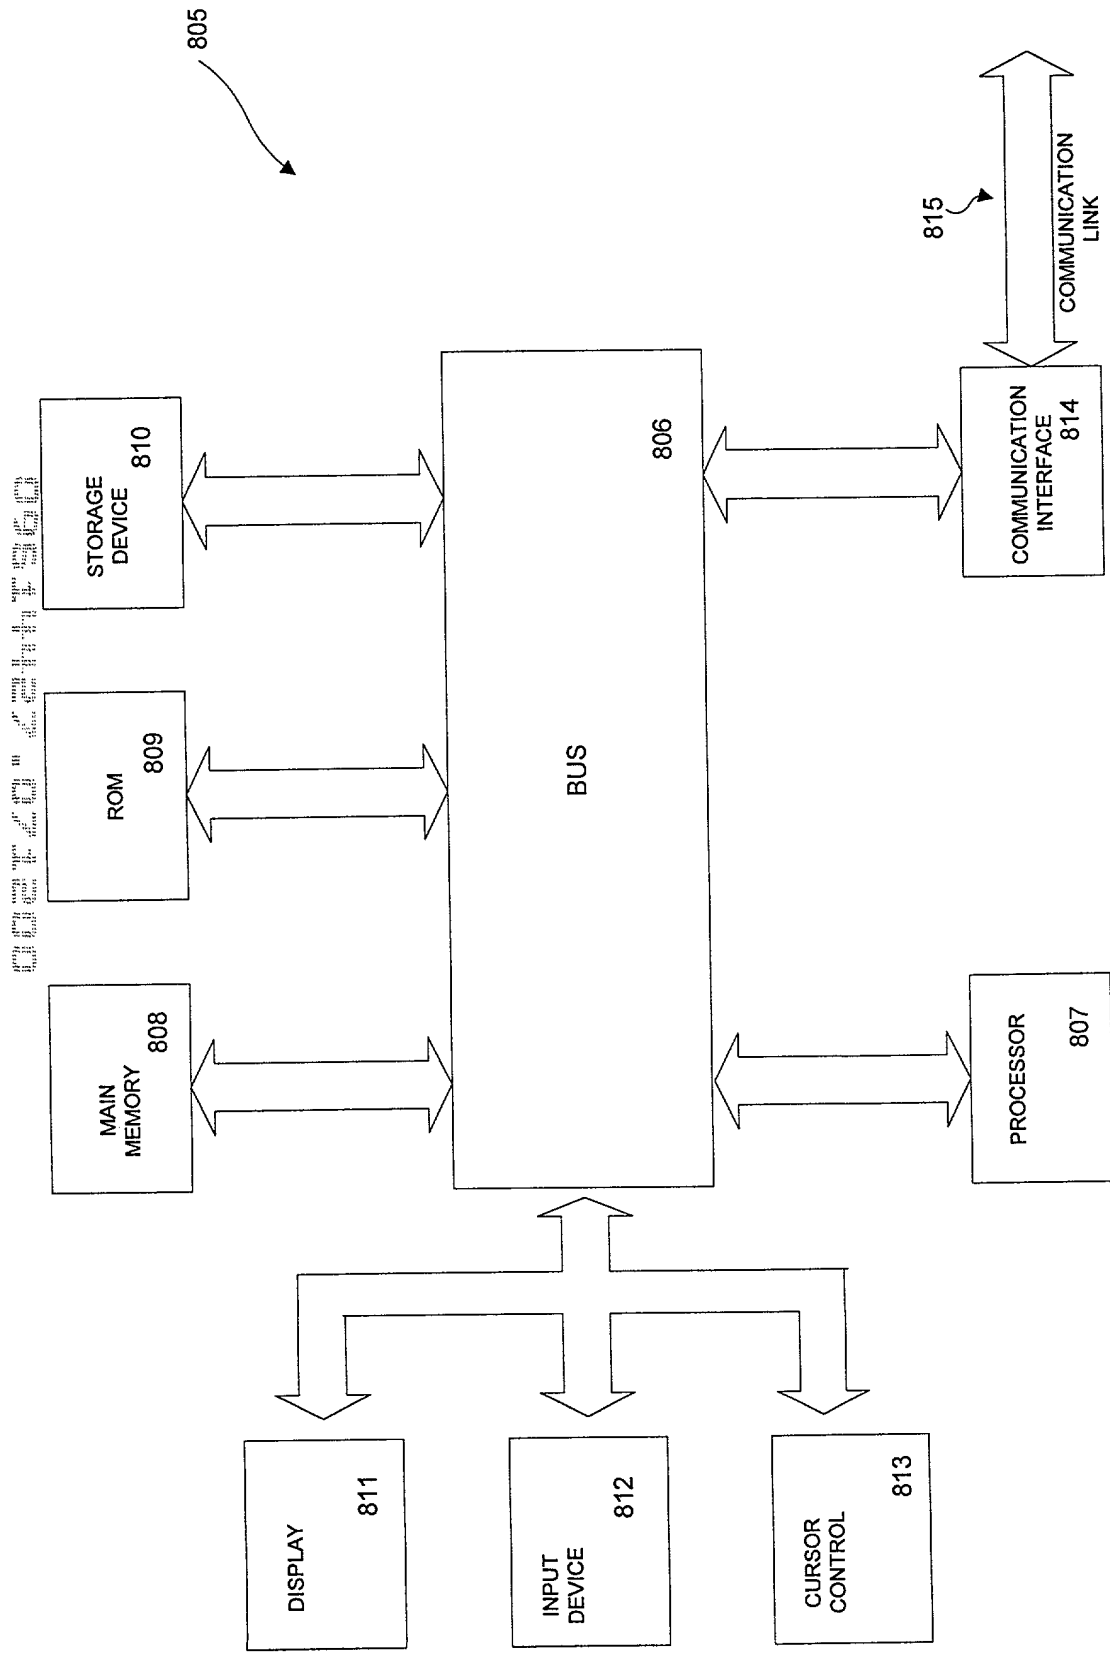 MAIN
MEMORY
808
ROM
809
STORAGE
DEVICE
810
805
DISPLAY
811
INPUT
DEVICE
812
BUS
806
CURSOR
CONTROL
813
PROCESSOR
807
COMMUNICATION
INTERFACE
814
815
COMMUNICATION
LINK